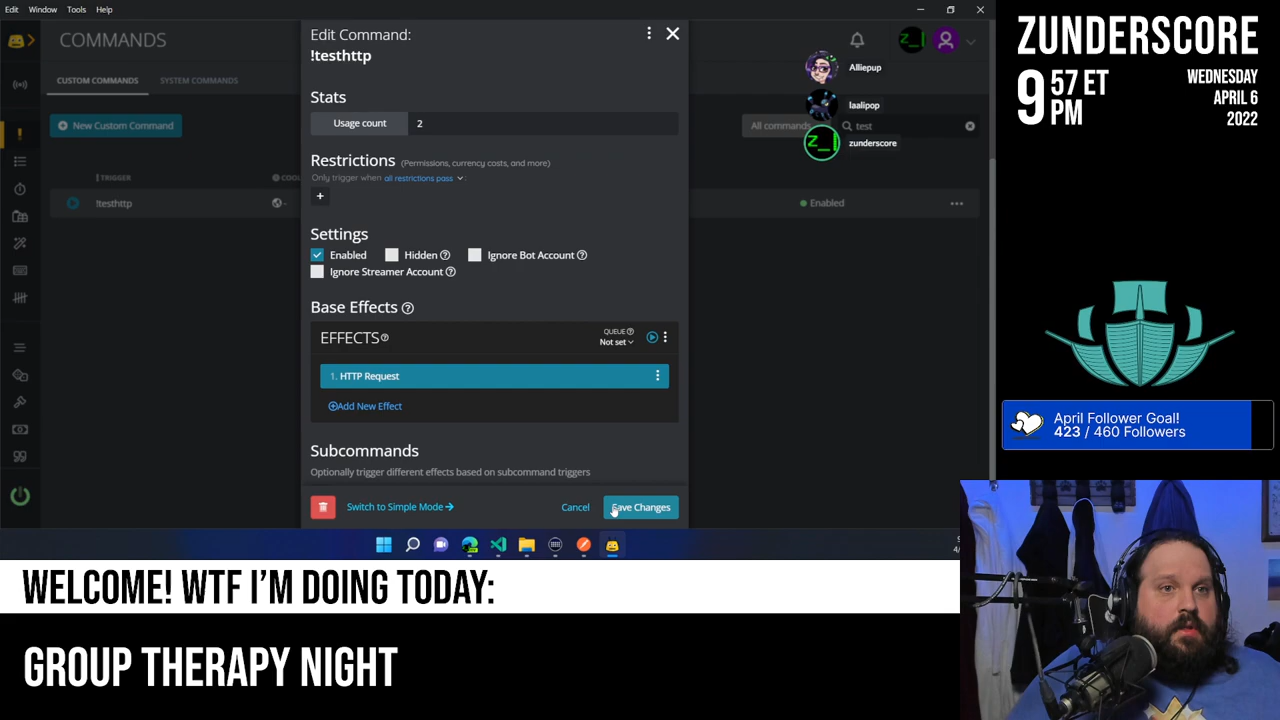 Edit Window Tools Help
COMMANDS
CUSTOM COMMANDS SYSTEM COMMANDS
New Custom Command
All commands
test
TRIGGER
!testhttp
Enabled
Edit Command:
!testhttp
Stats
Usage count 2
Restrictions (Permissions, currency costs, and more)
Only trigger when all restrictions pass :
Settings
Enabled Hidden Ignore Bot Account
Ignore Streamer Account
Base Effects
EFFECTS
QUEUE
Not set
1. HTTP Request
Add New Effect
Subcommands
Optionally trigger different effects based on subcommand triggers
Switch to Simple Mode
Cancel
Save Changes
Alliepup
laalipop
z_|
zunderscore
ZUNDERSCORE
9 57 ET
PM
WEDNESDAY
APRIL 6
2022
April Follower Goal!
423 / 460 Followers
WELCOME! WTF I'M DOING TODAY:
GROUP THERAPY NIGHT